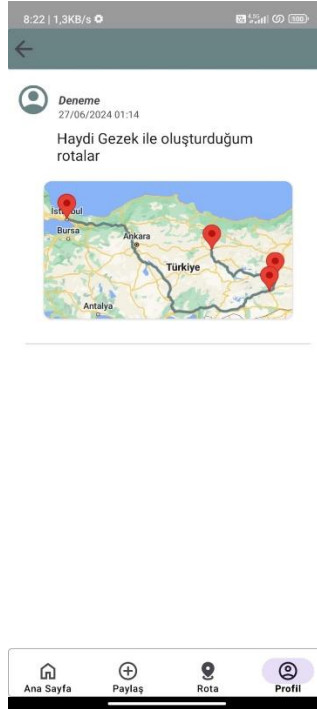 8:22 | 1,3KB/s
100
Deneme
27/06/2024 01:14
Haydi Gezek ile oluşturduğum
rotalar
Bursa
Ankara
Türkiye
Antalya
Ana Sayfa
Paylaş
Rota
Profil